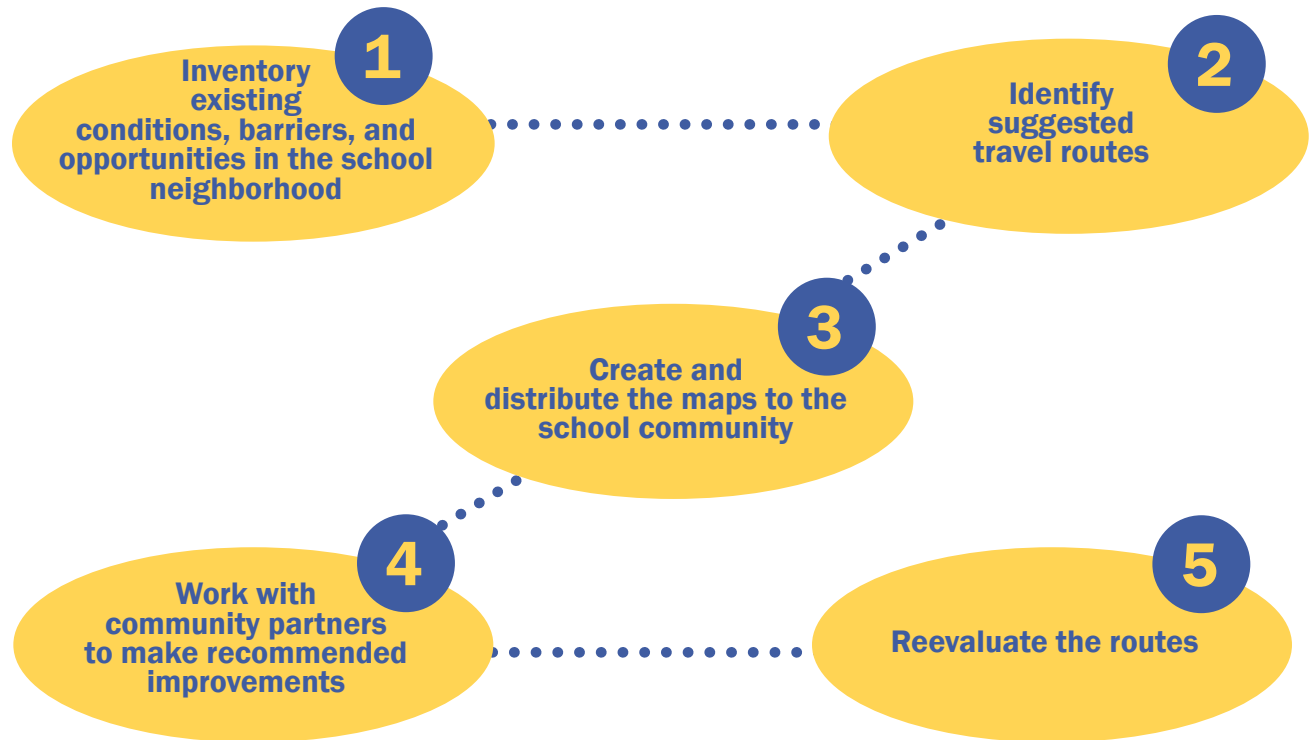 1
Inventory
existing
conditions, barriers, and
opportunities in the school
neighborhood
2
Identify
suggested
travel routes
3
Create and
distribute the maps to the
school community
4
Work with
community partners
to make recommended
improvements
5
Reevaluate the routes